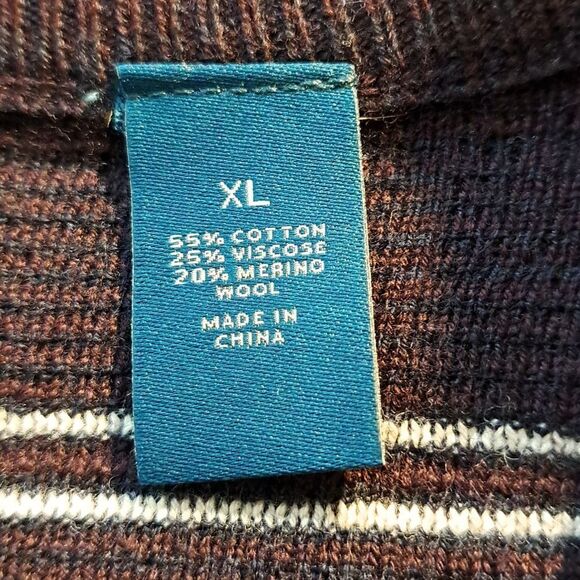 XL
55% COTTON
25% VISCOSE
20% MERINO
WOOL
MADE IN
CHINA